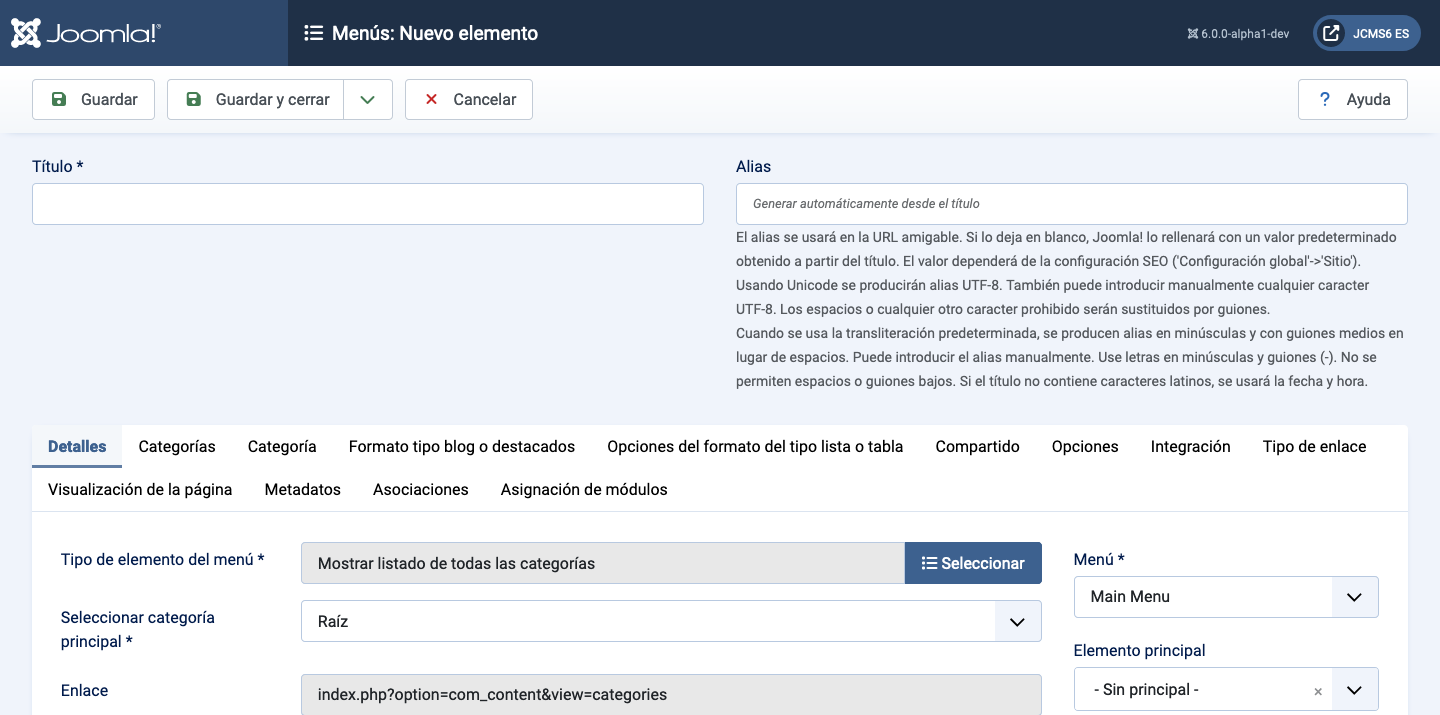 Joomla!®
Menús: Nuevo elemento
6.0.0-alpha1-dev
JCMS6 ES
Guardar
Guardar y cerrar
Cancelar
? Ayuda
Título *
Alias
Generar automáticamente desde el título
El alias se usará en la URL amigable. Si lo deja en blanco, Joomla! lo rellenará con un valor predeterminado
obtenido a partir del título. El valor dependerá de la configuración SEO ('Configuración global'->'Sitio').
Usando Unicode se producirán alias UTF-8. También puede introducir manualmente cualquier caracter
UTF-8. Los espacios o cualquier otro caracter prohibido serán sustituidos por guiones.
Cuando se usa la transliteración predeterminada, se producen alias en minúsculas y con guiones medios en
lugar de espacios. Puede introducir el alias manualmente. Use letras en minúsculas y guiones (-). No se
permiten espacios o guiones bajos. Si el título no contiene caracteres latinos, se usará la fecha y hora.
Detalles Categorías Categoría Formato tipo blog o destacados Opciones del formato del tipo lista o tabla Compartido Opciones Integración Tipo de enlace
Visualización de la página Metadatos Asociaciones Asignación de módulos
Tipo de elemento del menú *
Mostrar listado de todas las categorías
Seleccionar
Menú *
Main Menu
Seleccionar categoría
principal *
Raíz
Elemento principal
- Sin principal -
×
Enlace
index.php?option=com_content&view=categories